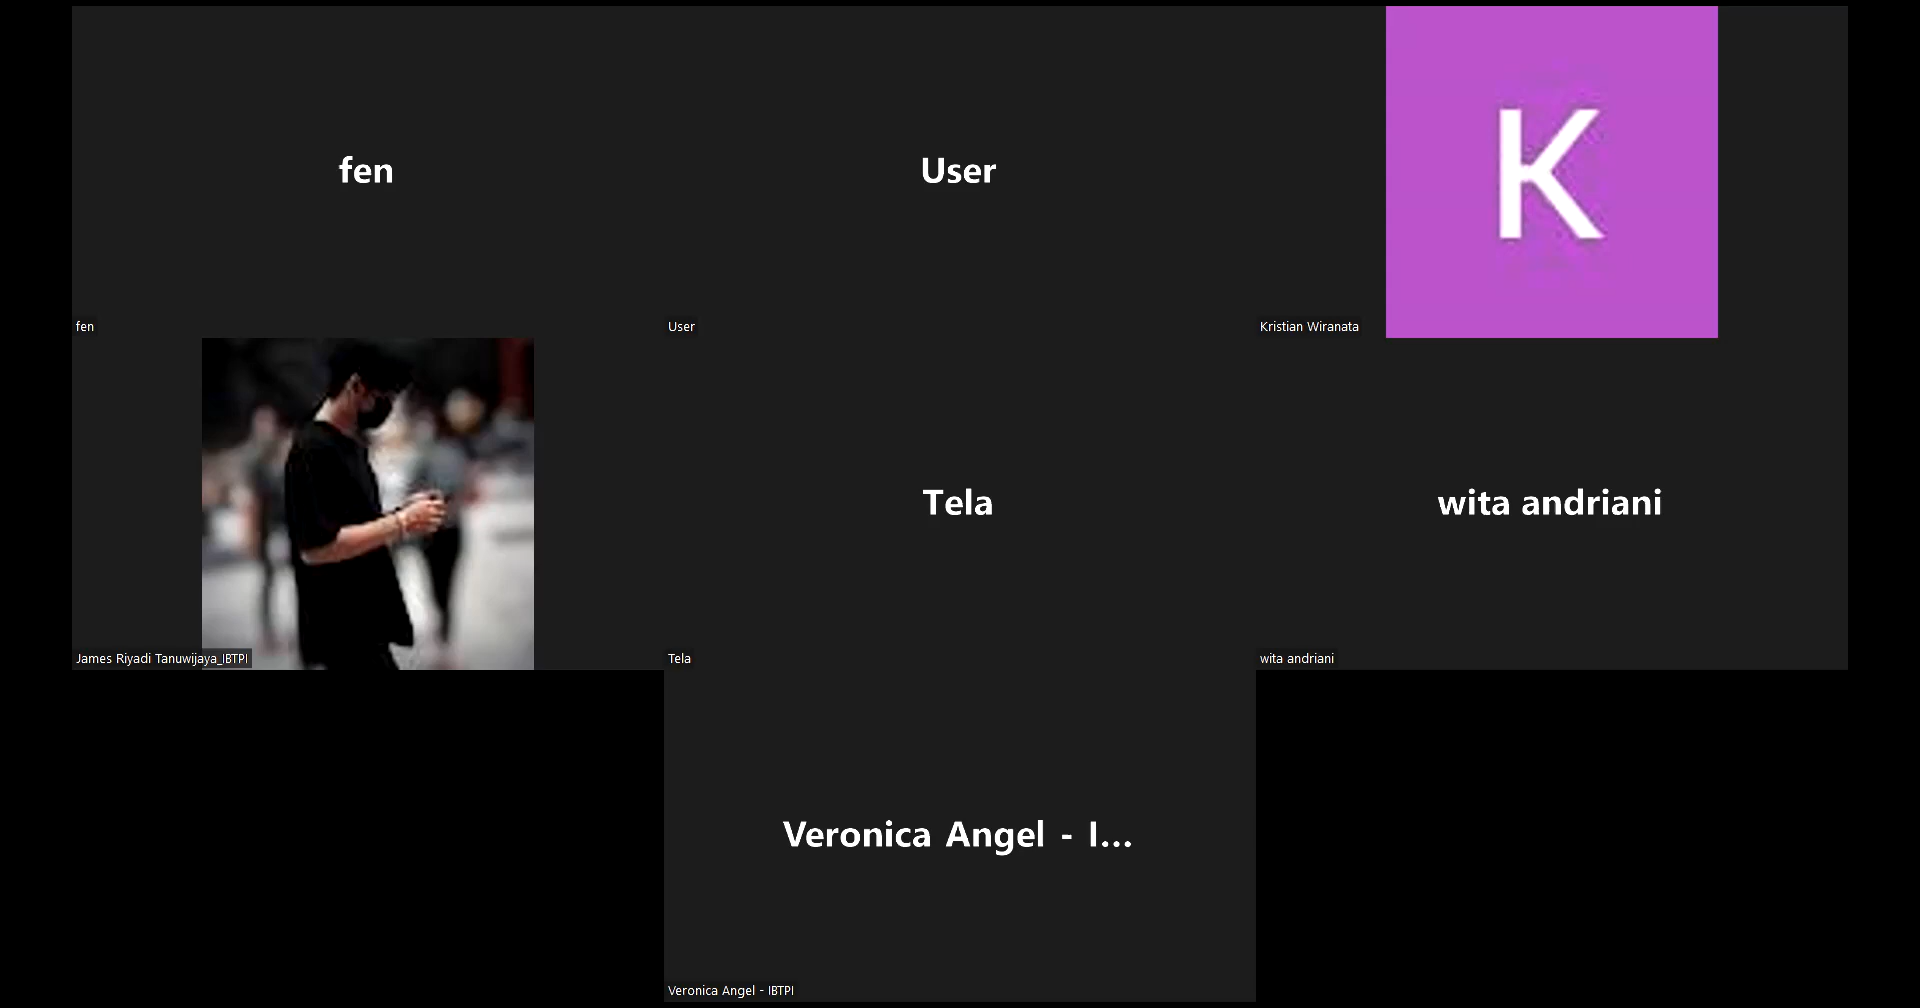 fen
User
K
fen
User
Kristian Wiranata
Tela
wita andriani
James Riyadi Tanuwijaya_IBTPI
Tela
wita andriani
Veronica Angel - I...
Veronica Angel - IBTPI